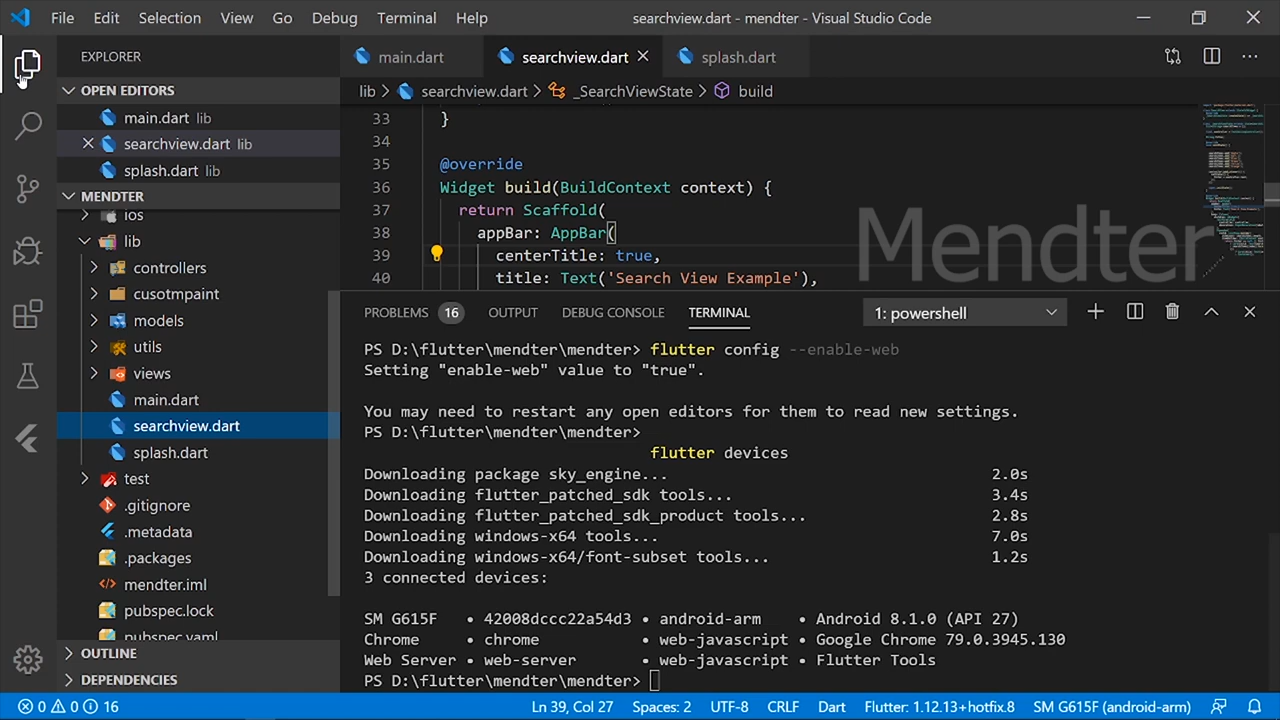 File Edit Selection View Go Debug Terminal Help searchview.dart - mendter - Visual Studio Code
EXPLORER
main.dart searchview.dart splash.dart
OPEN EDITORS
lib > searchview.dart > _SearchViewState > build
main.dart lib
searchview.dart lib
splash.dart lib
MENDTER
ios
lib
controllers
cusotmpaint
models
utils
views
main.dart
searchview.dart
splash.dart
test
.gitignore
.metadata
.packages
mendter.iml
pubspec.lock
pubspec.yaml
OUTLINE
DEPENDENCIES
33 }
34
35 @override
36 Widget build(BuildContext context) {
37 return Scaffold(
38 appBar: AppBar(
39 centerıtle: true,
40 title: Text('Search View Example'),
Mendter
PROBLEMS 16 OUTPUT DEBUG CONSOLE TERMINAL 1: powershell
PS D:\flutter\mendter\mendter> flutter config --enable-web
Setting "enable-web" value to "true".
You may need to restart any open editors for them to read new settings.
PS D:\flutter\mendter\mendter>
flutter devices
Downloading package sky_engine... 2.0s
Downloading flutter_patched_sdk tools... 3.4s
Downloading flutter_patched_sdk_product tools... 2.8s
Downloading windows-x64 tools... 7.0s
Downloading windows-x64/font-subset tools... 1.2s
3 connected devices:
SM G615F • 42008dccc22a54d3 • android-arm • Android 8.1.0 (API 27)
Chrome • chrome • web-javascript • Google Chrome 79.0.3945.130
Web Server • web-server • web-javascript • Flutter Tools
PS D:\flutter\mendter\mendter>
0 0 16 Ln 39, Col 27 Spaces: 2 UTF-8 CRLF Dart Flutter: 1.12.13+hotfix.8 SM G615F (android-arm)